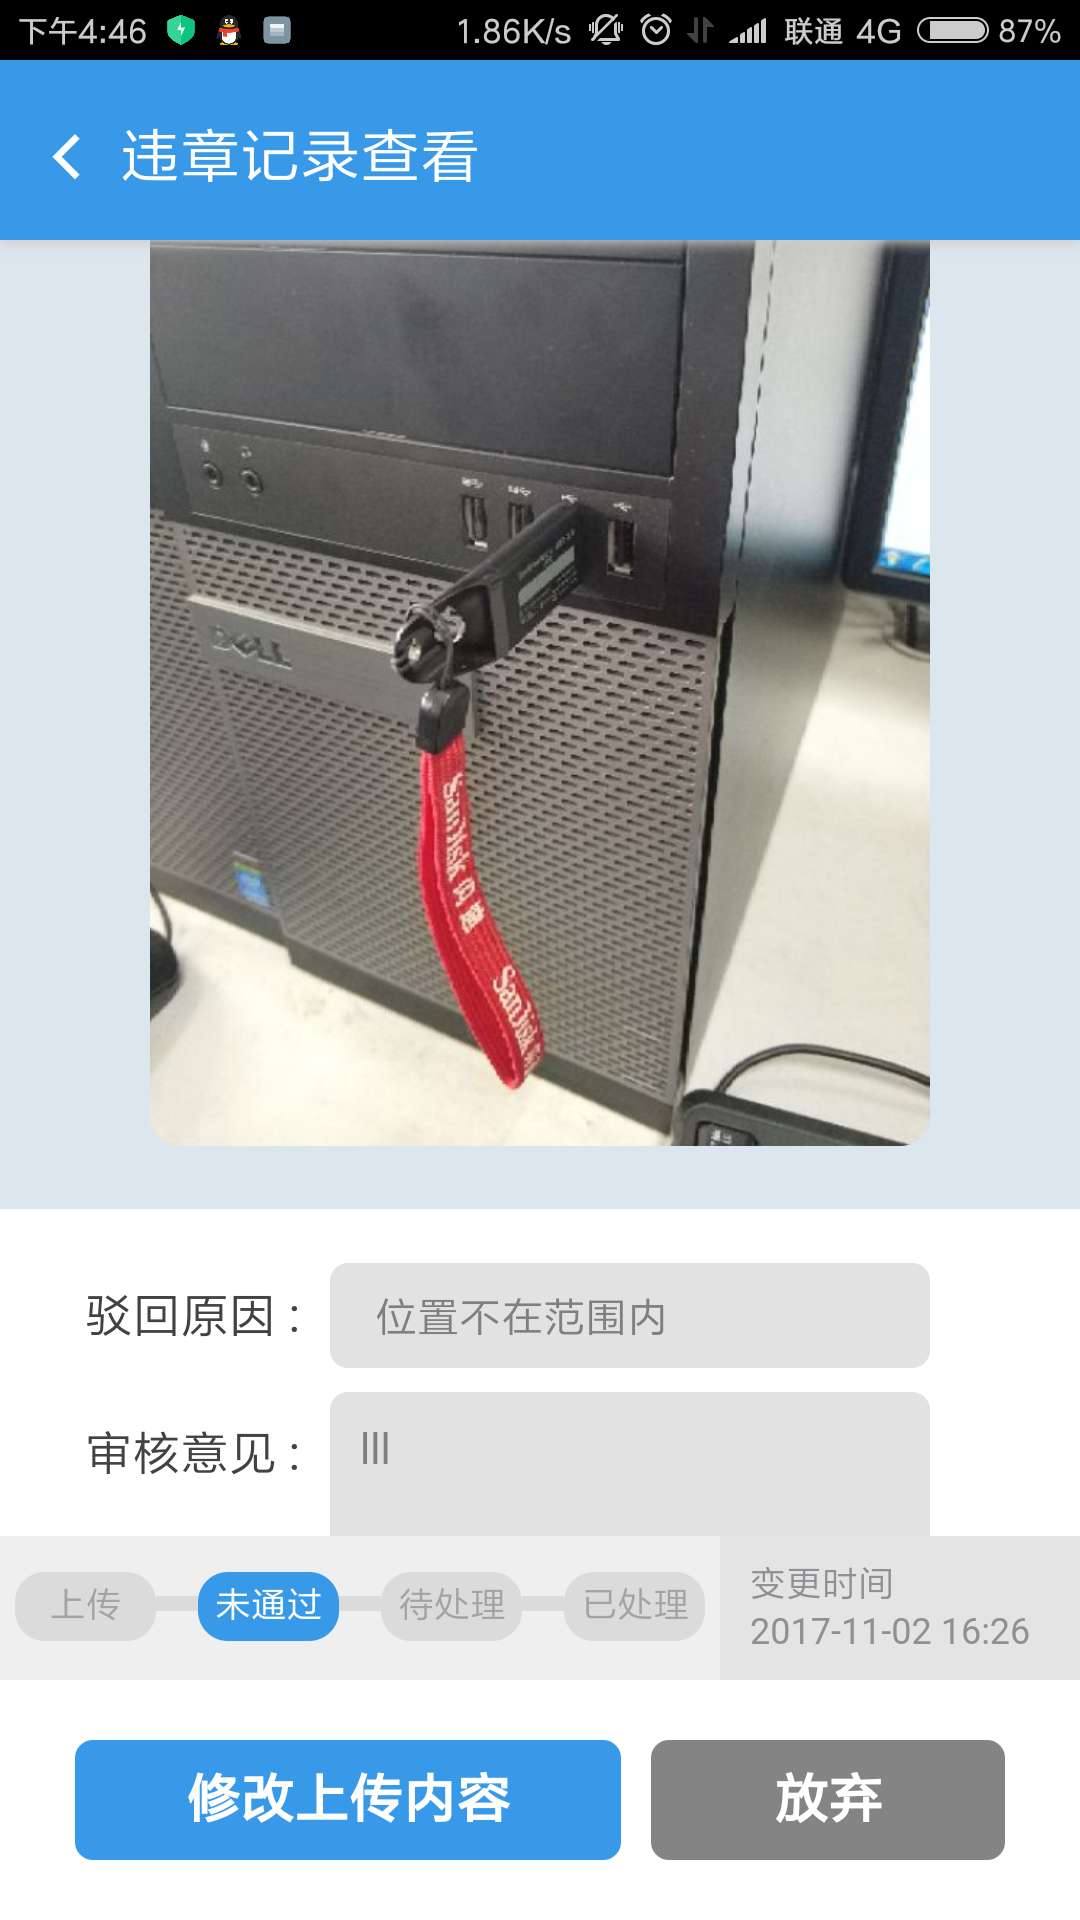 下午4:46
1.86K/s
联通 4G
87%
违章记录查看
DELL
SanDisk 闪迪
SanDisk
驳回原因：
位置不在范围内
审核意见：
lll
上传
未通过
待处理
已处理
变更时间
2017-11-02 16:26
修改上传内容
放弃